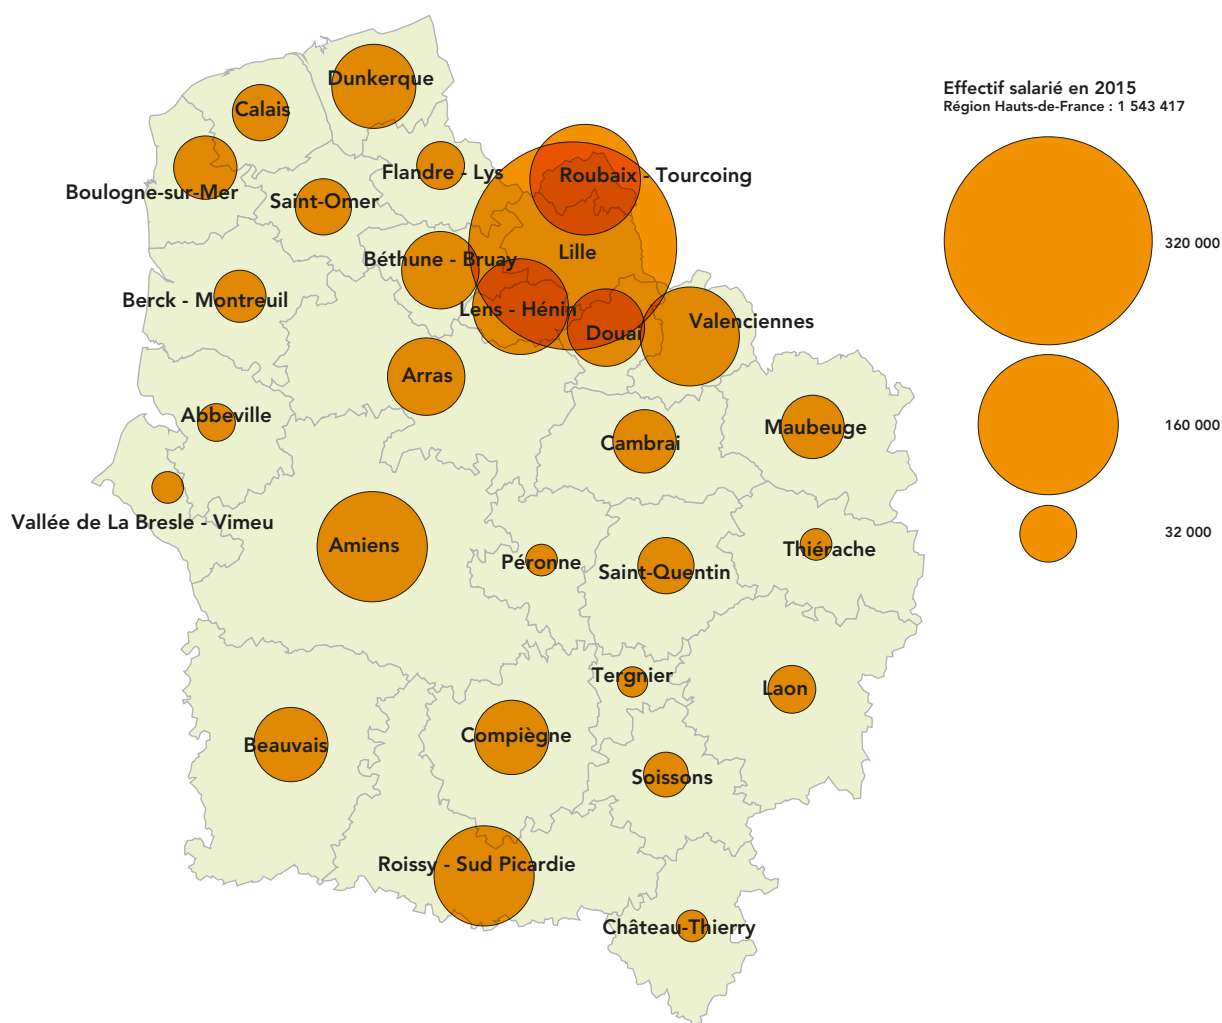 Dunkerque
Effectif salarié en 2015
Région Hauts-de-France : 1 543 417
Calais
Flandre - Lys
Roubaix - Tourcoing
Boulogne-sur-Mer
Saint-Omer
320 000
Lille
Béthune - Bruay
Berck - Montreuil
Lens - Hénin
Valenciennes
Douai
Arras
Abbeville
160 000
Maubeuge
Cambrai
Vallée de La Bresle - Vimeu
32 000
Amiens
Thiérache
Péronne
Saint-Quentin
Tergnier
Laon
Compiègne
Beauvais
Soissons
Roissy - Sud Picardie
Château-Thierry